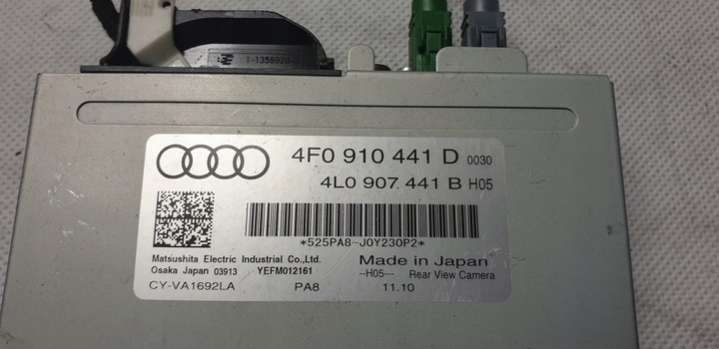 4F0 910 441 D 0030
4L0 907 441 B H05
*525PA8-J0Y230P2*
Matsushita Electric Industrial Co.,Ltd.
Osaka Japan 03913 YEFM012161
Made in Japan
--H05-- Rear View Camera
CY-VA1692LA PA8 11.10